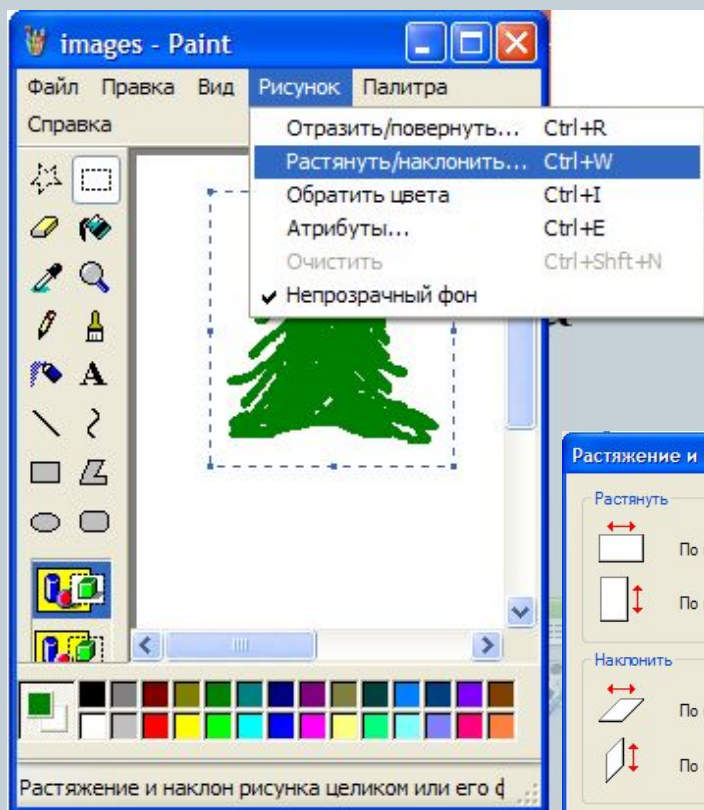 images - Paint
Файл Правка Вид Рисунок Палитра
Справка
Отразить/повернуть... Ctrl+R
Растянуть/наклонить... Ctrl+W
Обратить цвета Ctrl+I
Атрибуты... Ctrl+E
Очистить Ctrl+Shft+N
Непрозрачный фон
A
Растяжение и
Растянуть
По
По
Наклонить
По
По
Растяжение и наклон рисунка целиком или его ф